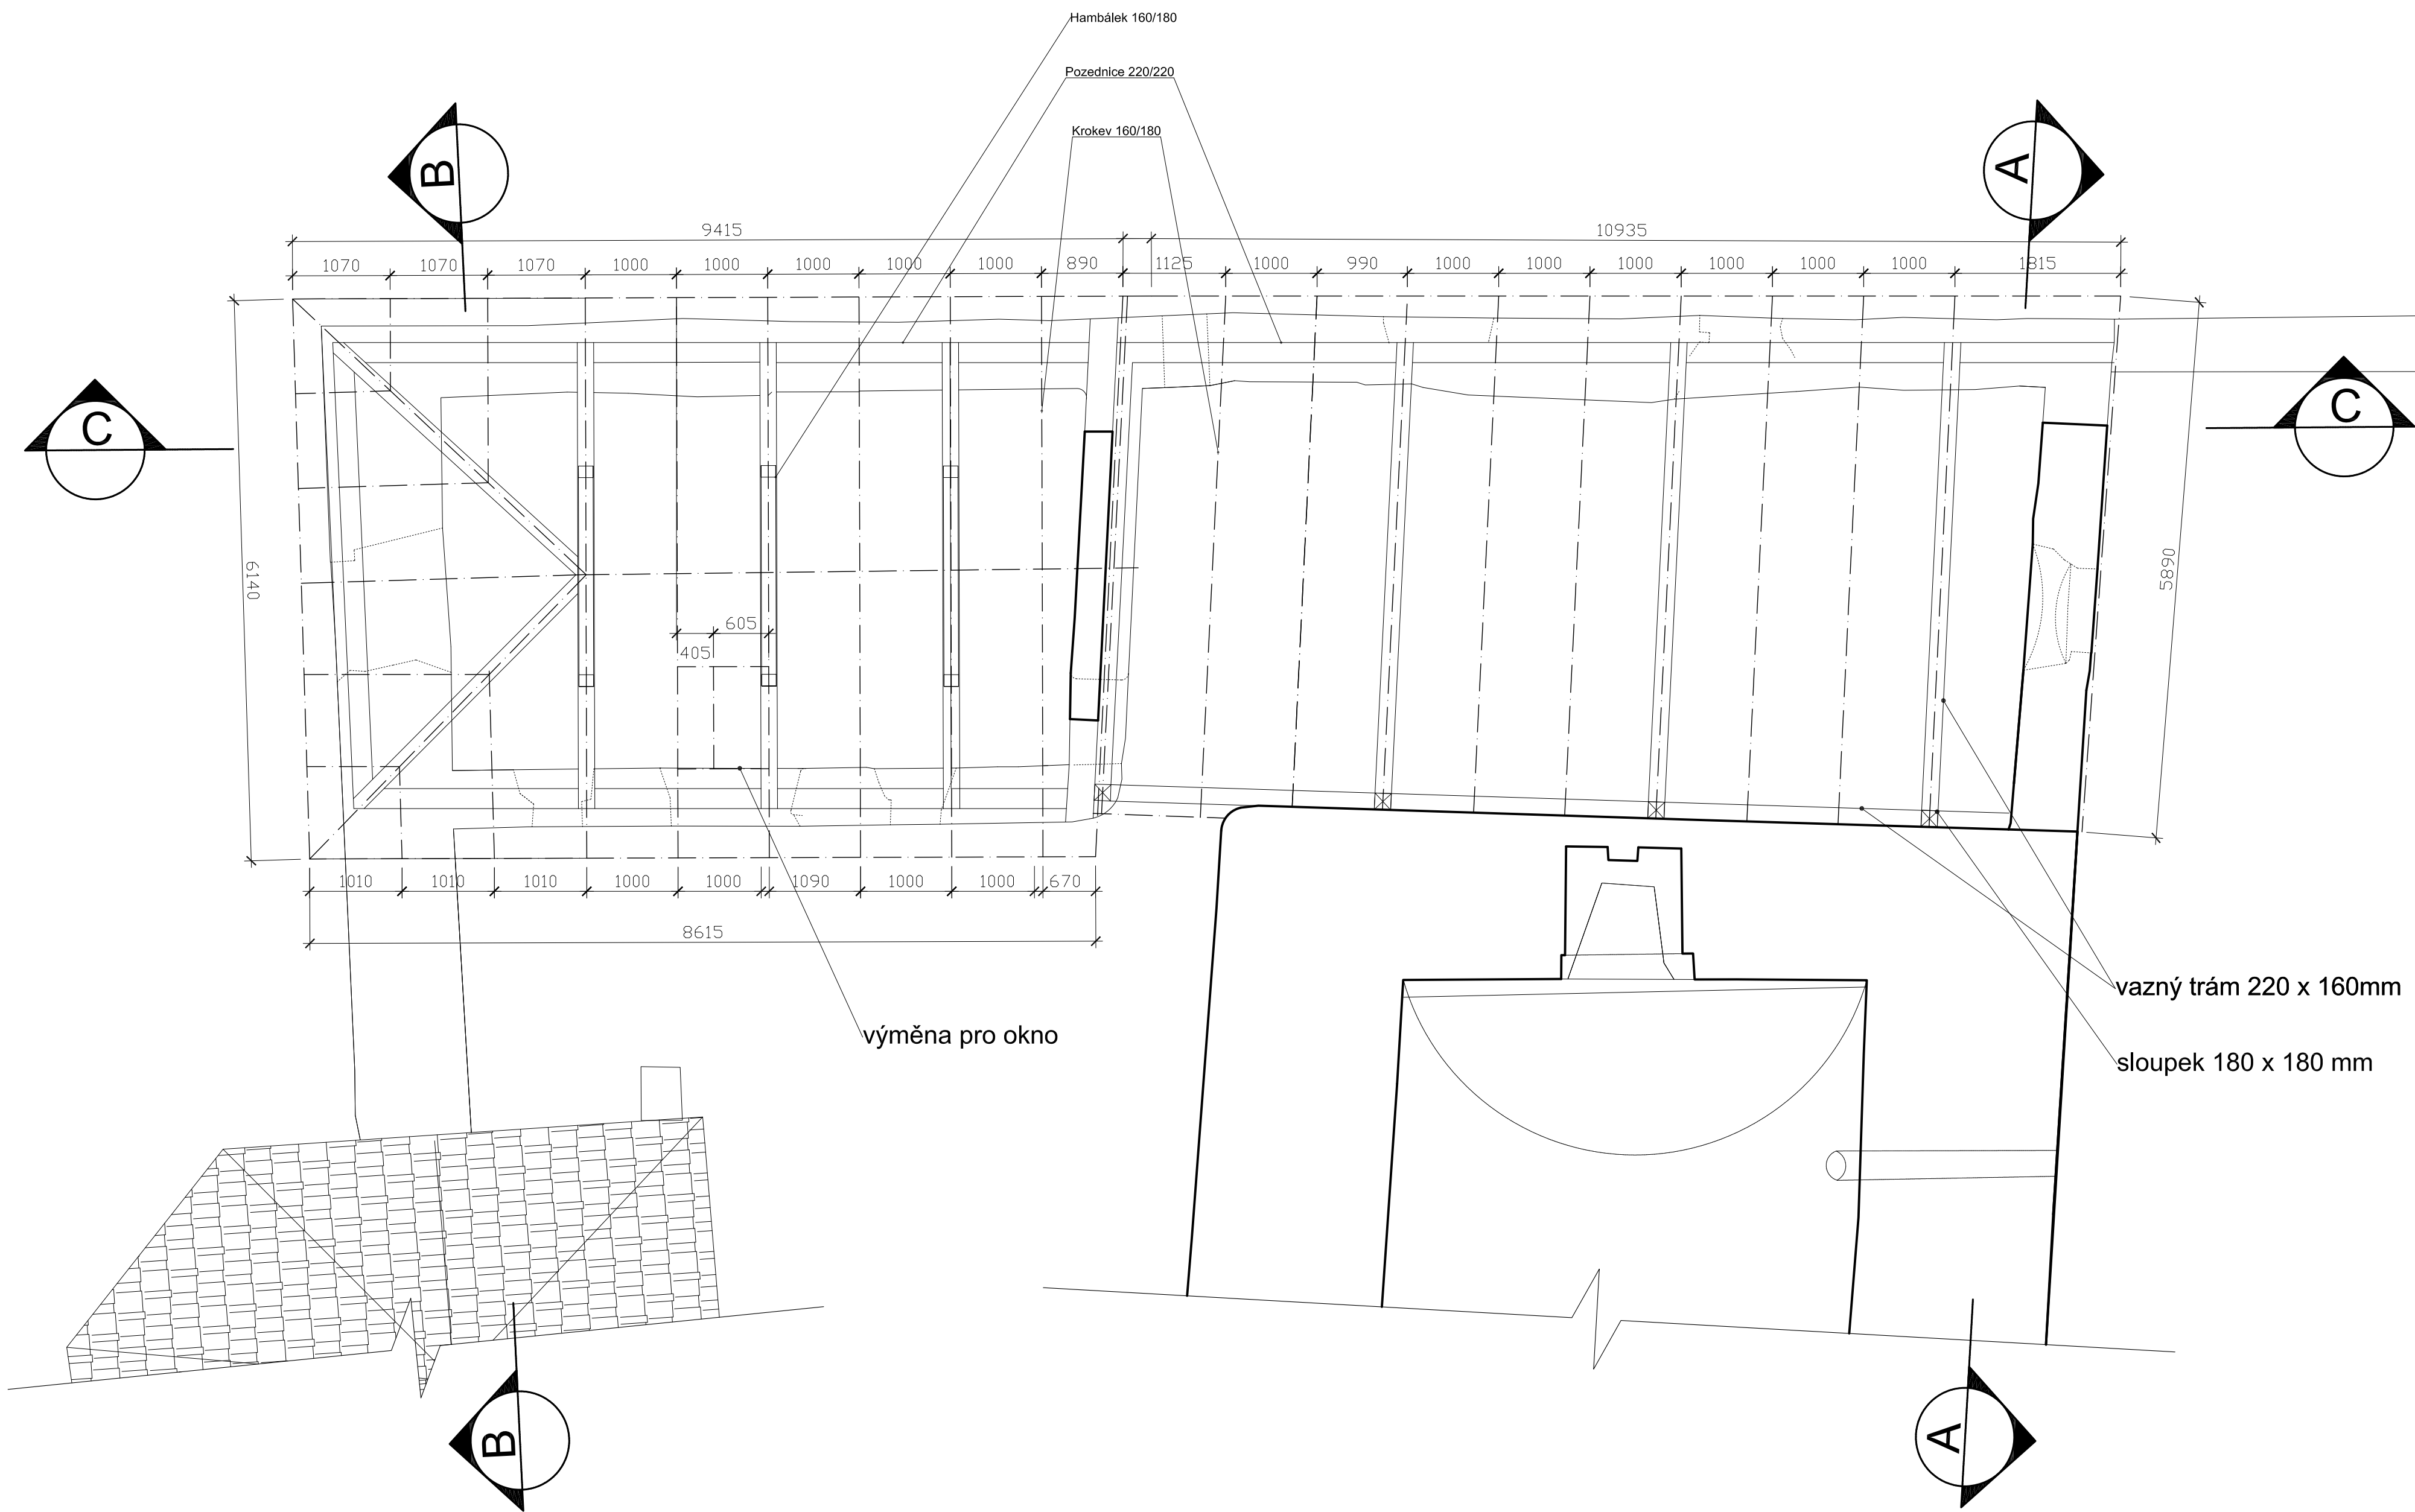 Hambálek 160/180
Pozednice 220/220
Krokev 160/180
B
A
9415
10935
1070
1070
1070
1000
1000
1000
1000
1000
890
1125
1000
990
1000
1000
1000
1000
1000
1000
1815
C
C
6140
5890
605
405
1010
1010
1010
1000
1000
1090
1000
1000
670
8615
vazný trám 220 x 160mm
výměna pro okno
sloupek 180 x 180 mm
B
A